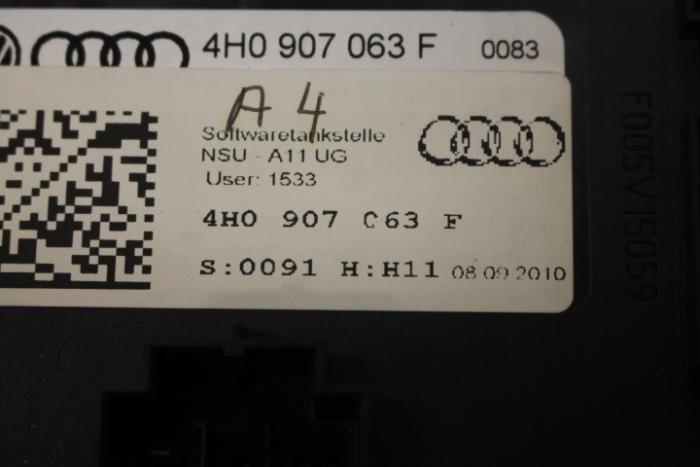 4H0 907 063 F 0083
A 4
Softwaretankstelle
NSU - A11 UG
User: 1533
4H0 907 C63 F
S:0091 H:H11 08.09.2010
F005V15059